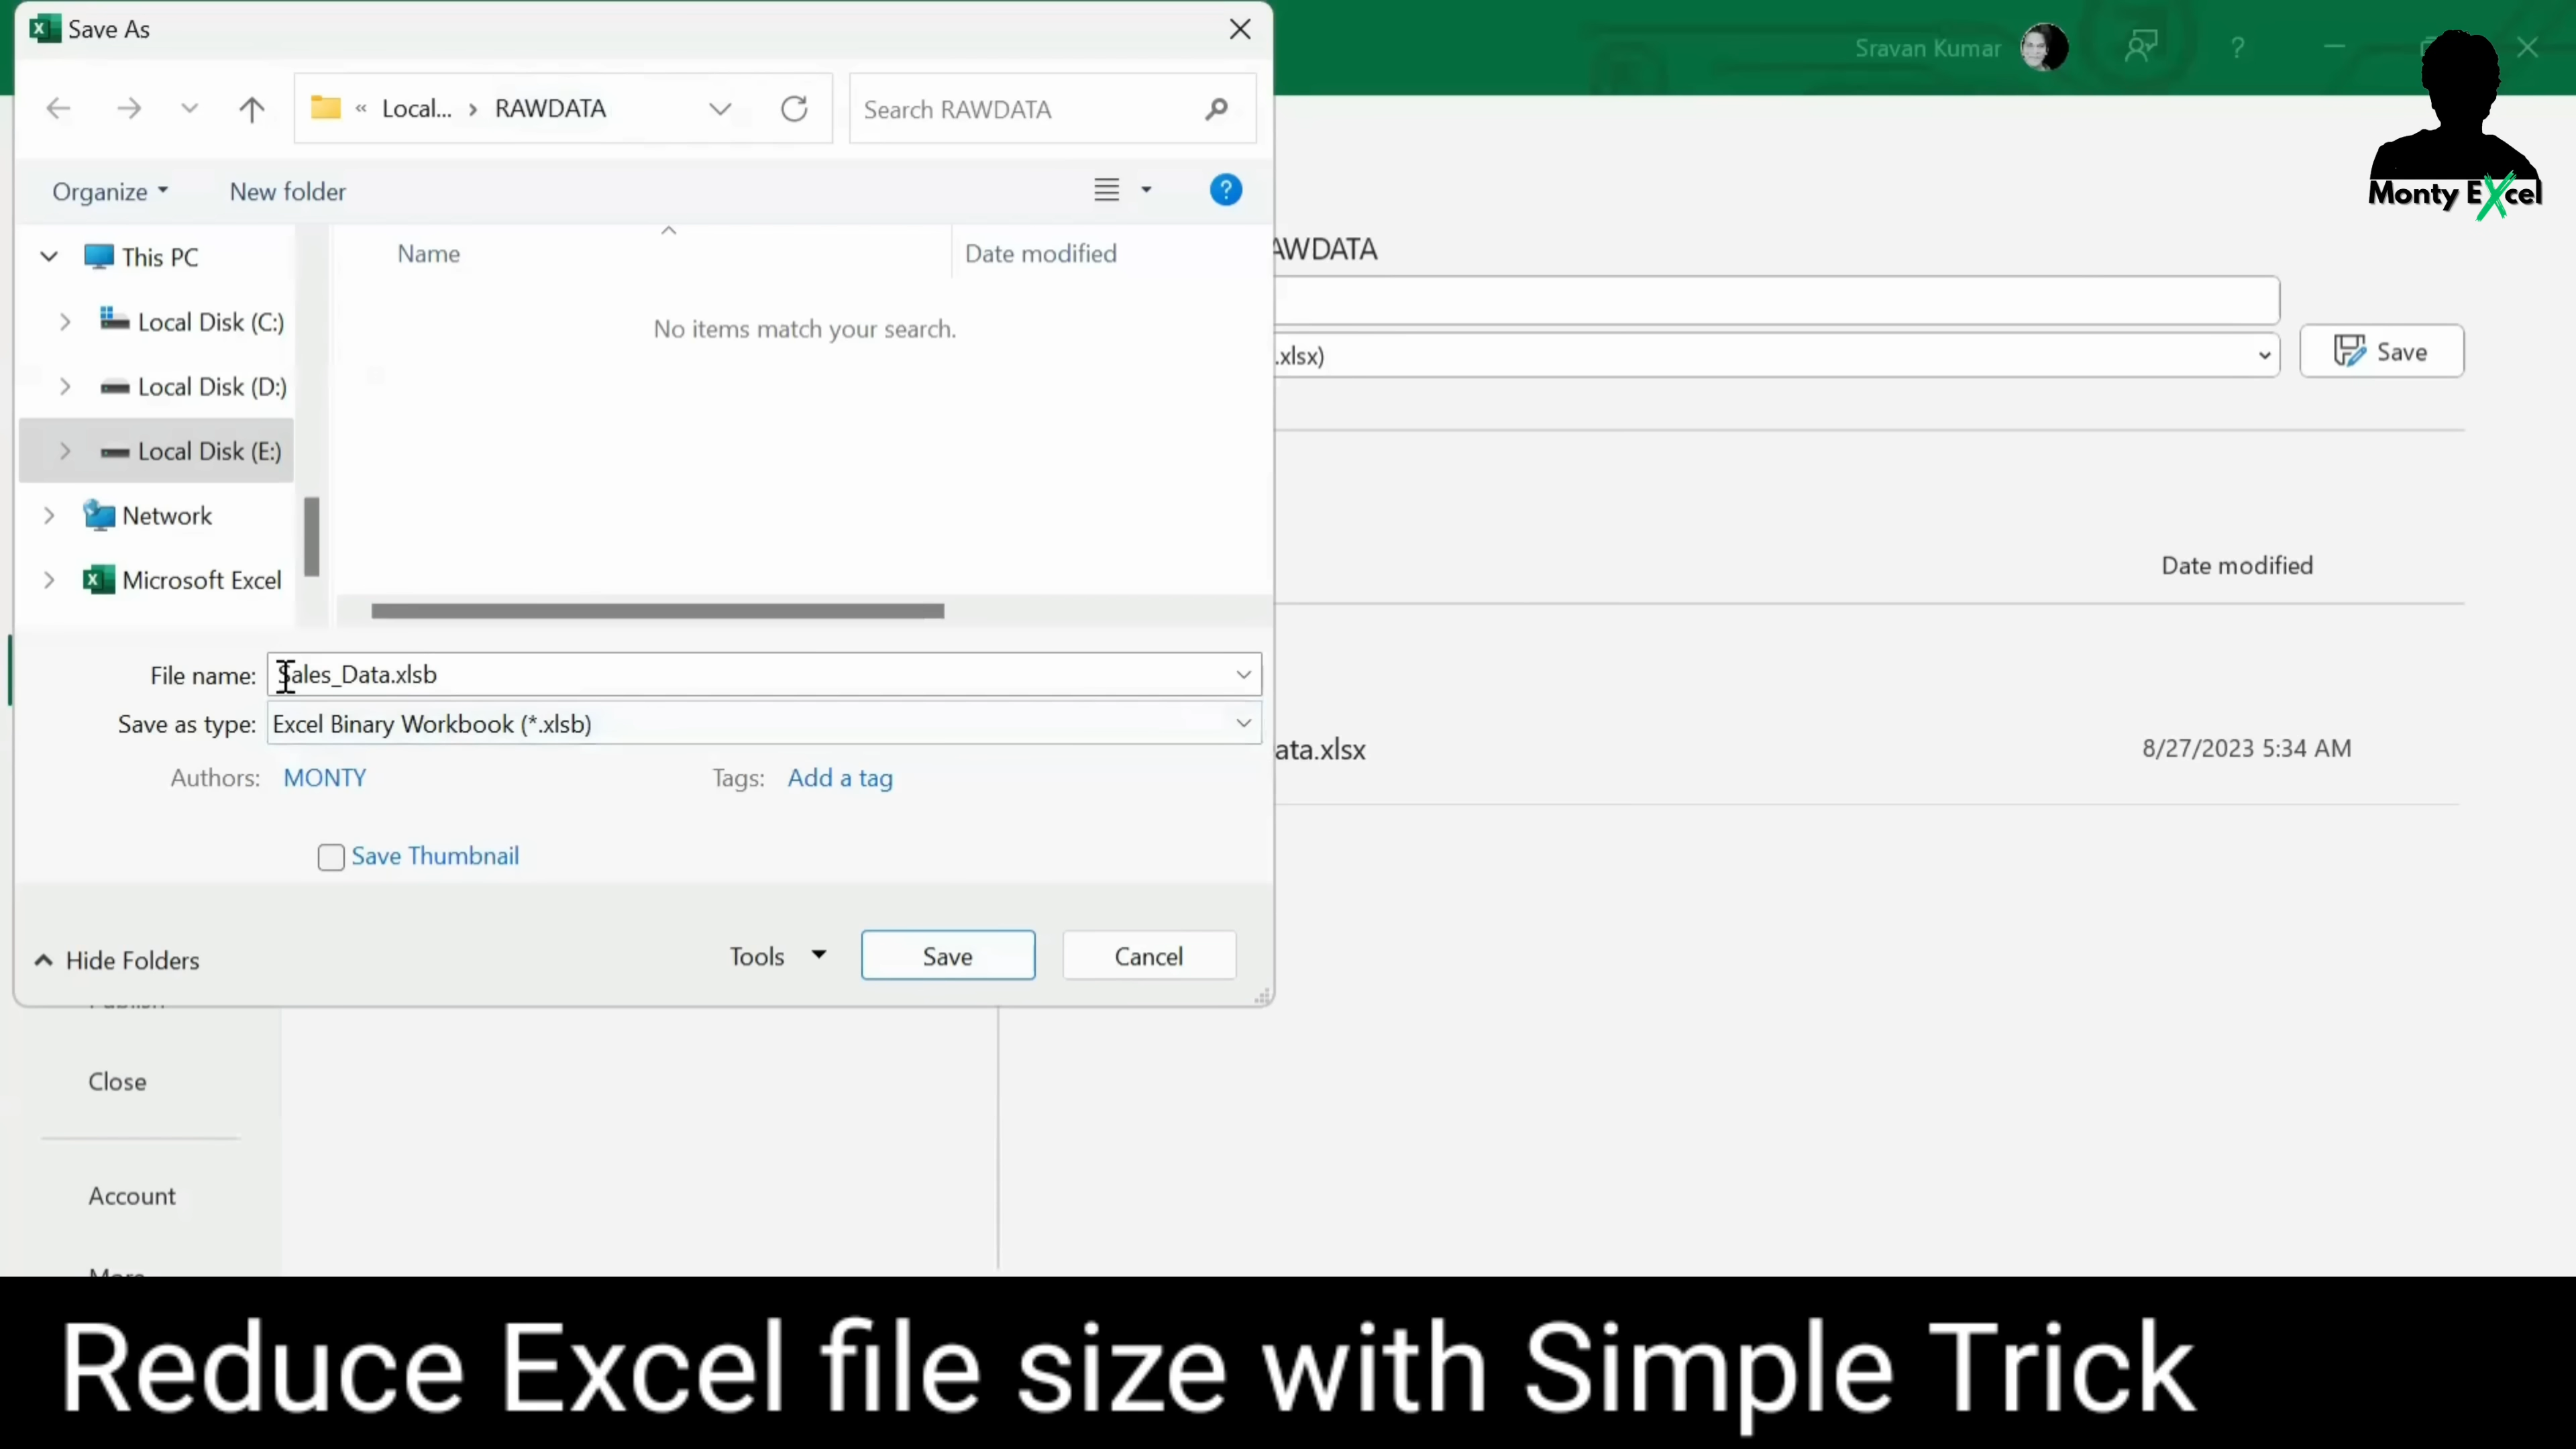 Save As
Sravan Kumar
?
Monty EXcel
« Local... › RAWDATA
Search RAWDATA
Organize
New folder
?
This PC
Local Disk (C:)
Local Disk (D:)
Local Disk (E:)
Network
Microsoft Excel
Name
Date modified
No items match your search.
AWDATA
.xlsx)
Save
Date modified
ata.xlsx
8/27/2023 5:34 AM
File name: Sales_Data.xlsb
Save as type: Excel Binary Workbook (*.xlsb)
Authors: MONTY
Tags: Add a tag
Save Thumbnail
Hide Folders
Tools
Save
Cancel
Publish
Close
Account
More
Reduce Excel file size with Simple Trick